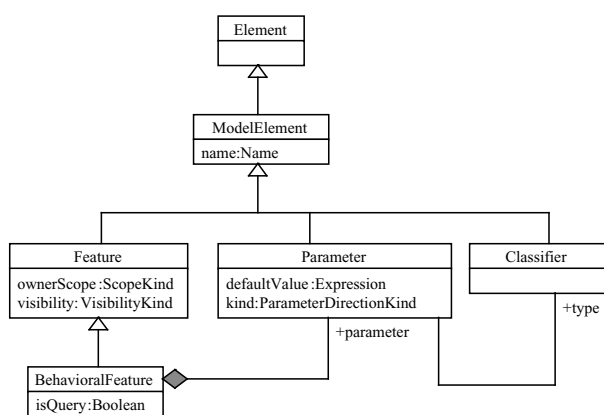 Element
ModelElement
name:Name
Feature
ownerScope:ScopeKind
visibility:VisibilityKind
Parameter
defaultValue:Expression
kind:ParameterDirectionKind
Classifier
+type
+parameter
BehavioralFeature
isQuery:Boolean